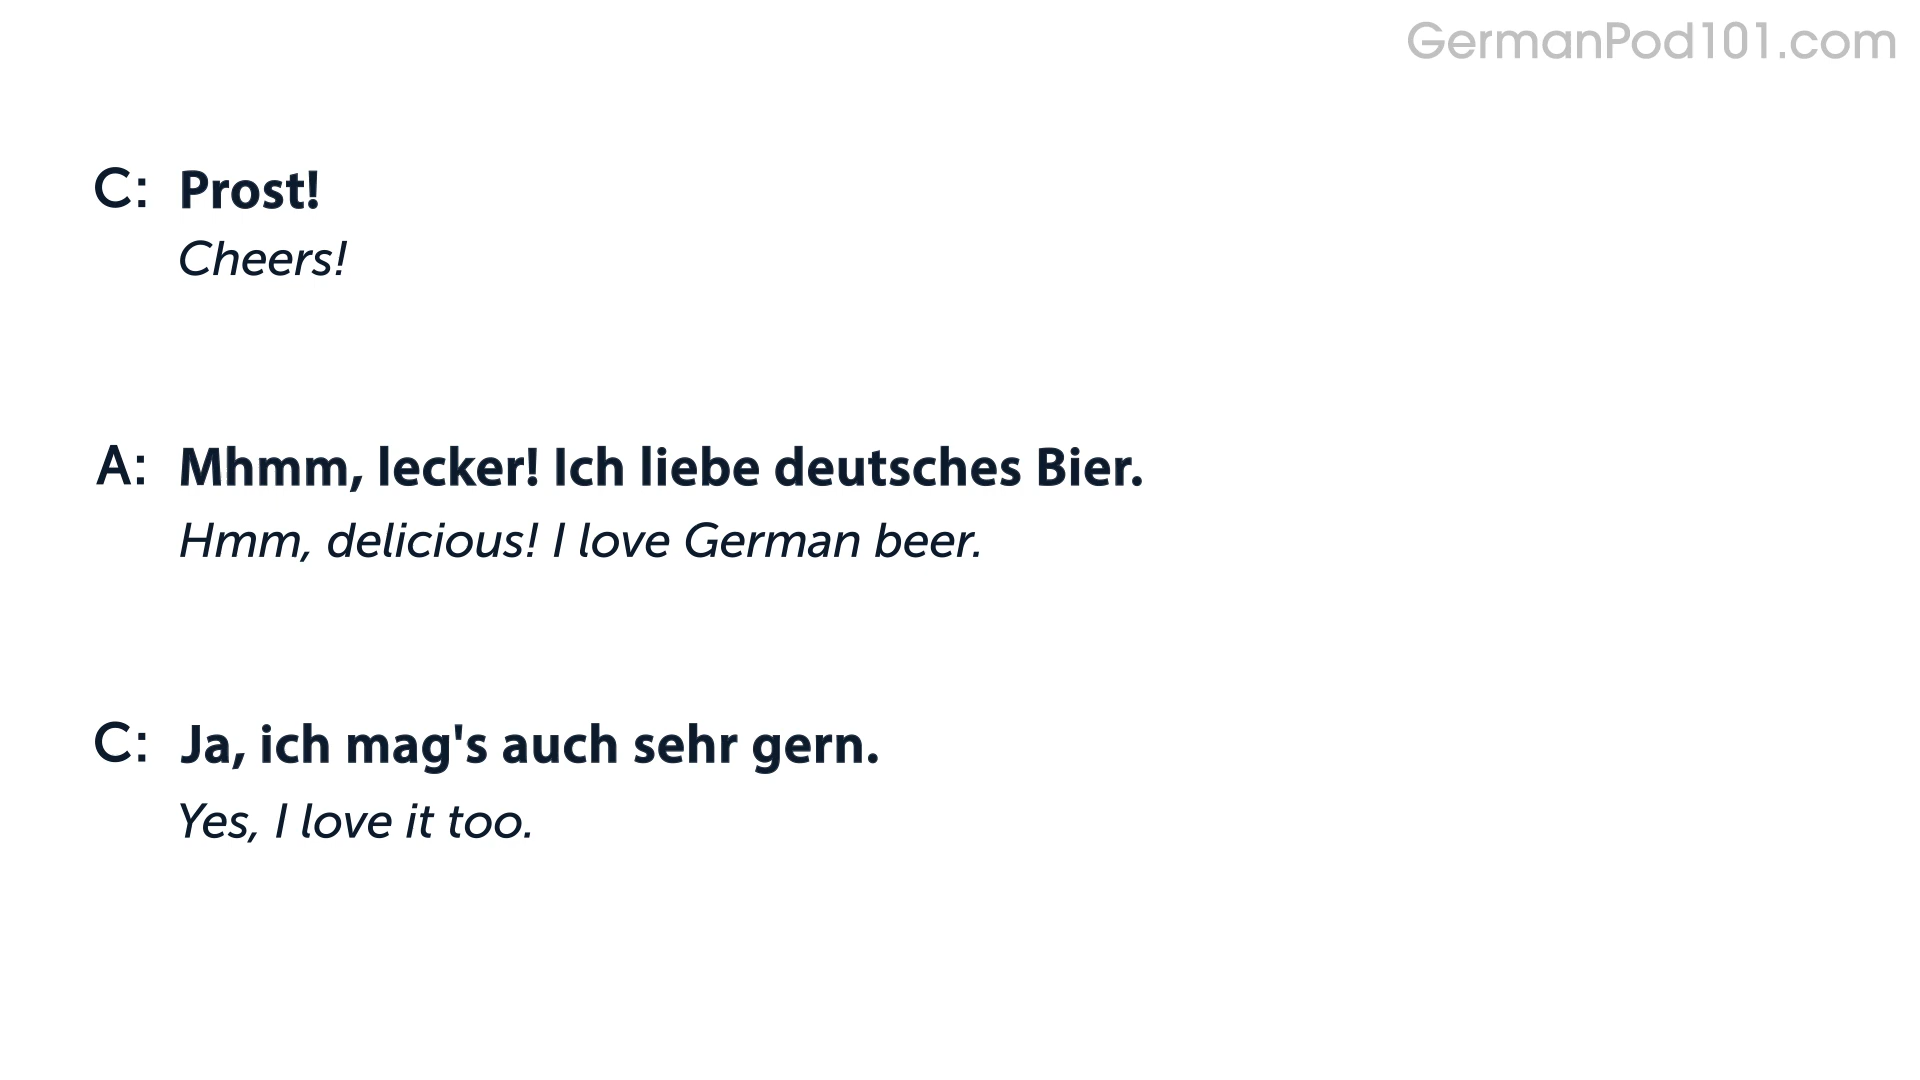 GermanPod101.com
C: Prost!
Cheers!
A: Mhmm, lecker! Ich liebe deutsches Bier.
Hmm, delicious! I love German beer.
C: Ja, ich mag's auch sehr gern.
Yes, I love it too.